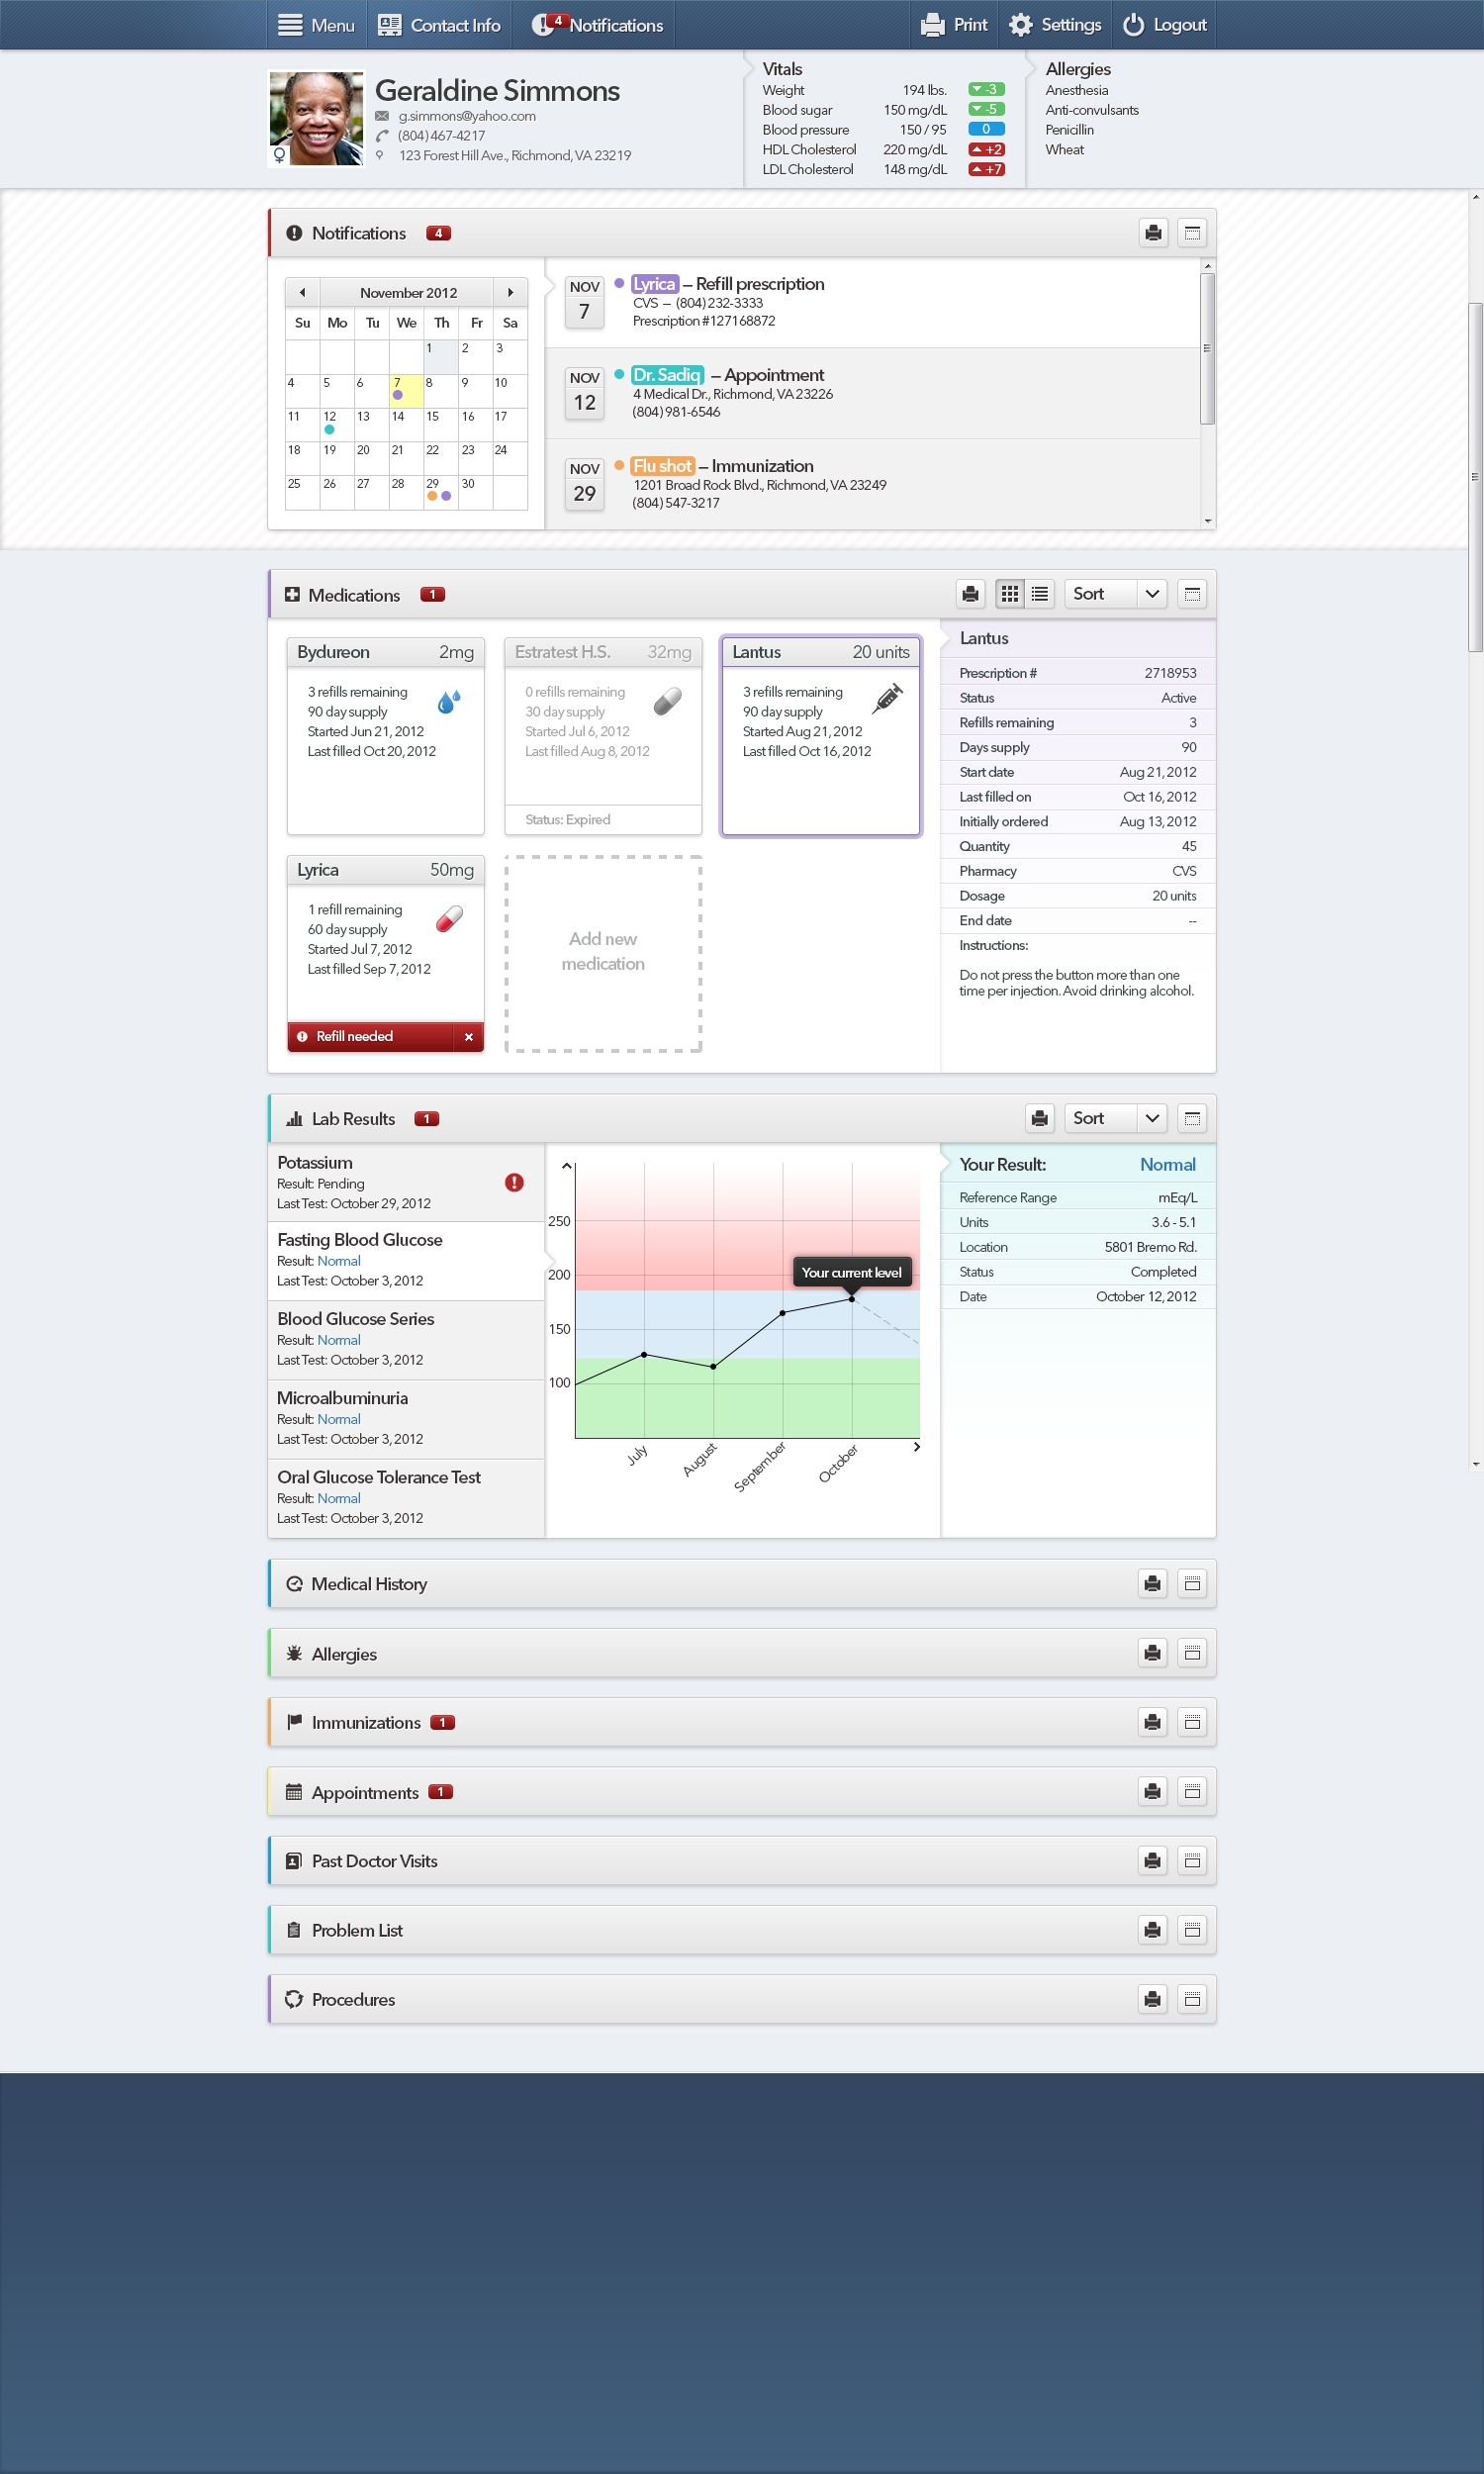 Menu
Contact Info
4
Notifications
Print
Settings
Logout
Geraldine Simmons
g.simmons@yahoo.com
(804) 467-4217
123 Forest Hill Ave., Richmond, VA 23219
Vitals
Weight 194 lbs. -3
Blood sugar 150 mg/dL -5
Blood pressure 150 / 95 0
HDL Cholesterol 220 mg/dL +2
LDL Cholesterol 148 mg/dL +7
Allergies
Anesthesia
Anti-convulsants
Penicillin
Wheat
Notifications 4
November 2012
Su Mo Tu We Th Fr Sa
1 2 3
4 5 6 7 8 9 10
11 12 13 14 15 16 17
18 19 20 21 22 23 24
25 26 27 28 29 30
NOV
7
Lyrica – Refill prescription
CVS – (804) 232-3333
Prescription #127168872
NOV
12
Dr. Sadiq – Appointment
4 Medical Dr., Richmond, VA 23226
(804) 981-6546
NOV
29
Flu shot – Immunization
1201 Broad Rock Blvd., Richmond, VA 23249
(804) 547-3217
Medications 1
Sort
Bydureon 2mg
3 refills remaining
90 day supply
Started Jun 21, 2012
Last filled Oct 20, 2012
Estratest H.S. 32mg
0 refills remaining
30 day supply
Started Jul 6, 2012
Last filled Aug 8, 2012
Status: Expired
Lantus 20 units
3 refills remaining
90 day supply
Started Aug 21, 2012
Last filled Oct 16, 2012
Lyrica 50mg
1 refill remaining
60 day supply
Started Jul 7, 2012
Last filled Sep 7, 2012
Refill needed
Add new
medication
Lantus
Prescription # 2718953
Status Active
Refills remaining 3
Days supply 90
Start date Aug 21, 2012
Last filled on Oct 16, 2012
Initially ordered Aug 13, 2012
Quantity 45
Pharmacy CVS
Dosage 20 units
End date --
Instructions:
Do not press the button more than one
time per injection. Avoid drinking alcohol.
Lab Results 1
Sort
Potassium
Result: Pending
Last Test: October 29, 2012
Fasting Blood Glucose
Result: Normal
Last Test: October 3, 2012
Blood Glucose Series
Result: Normal
Last Test: October 3, 2012
Microalbuminuria
Result: Normal
Last Test: October 3, 2012
Oral Glucose Tolerance Test
Result: Normal
Last Test: October 3, 2012
250
200
150
100
Your current level
July
August
September
October
Your Result: Normal
Reference Range mEq/L
Units 3.6 - 5.1
Location 5801 Bremo Rd.
Status Completed
Date October 12, 2012
Medical History
Allergies
Immunizations 1
Appointments 1
Past Doctor Visits
Problem List
Procedures